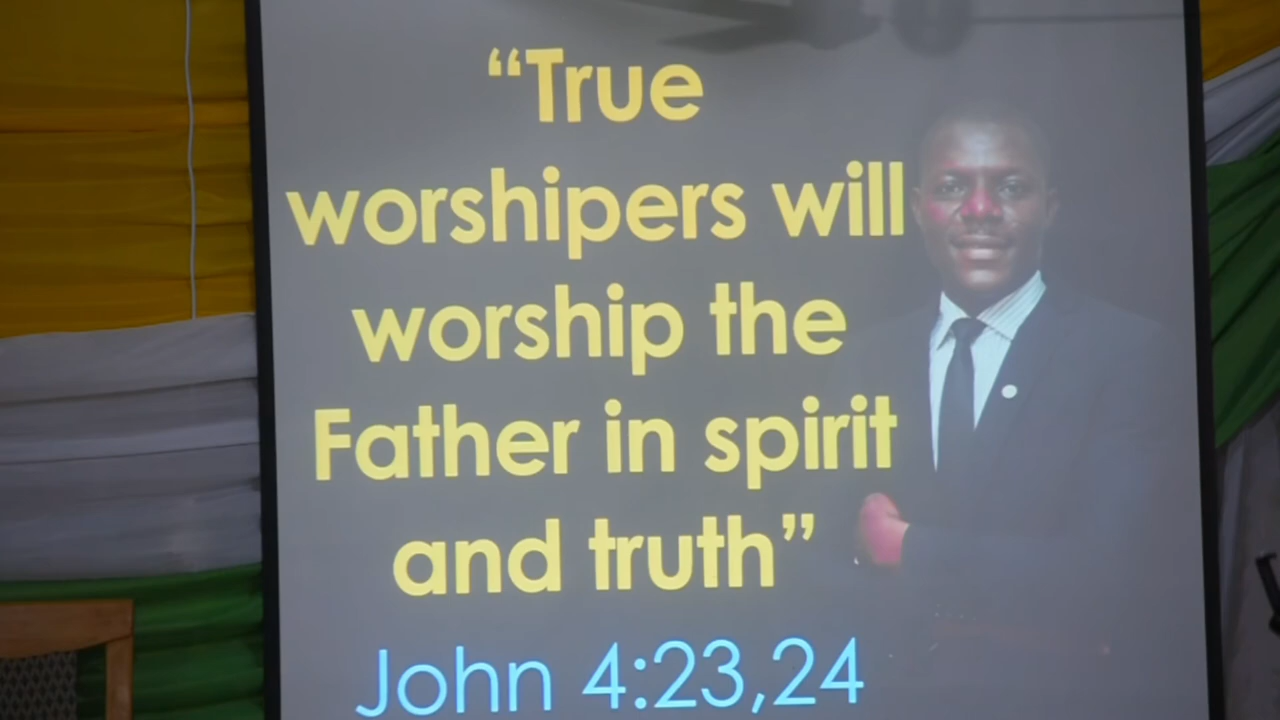 “True
worshipers will
worship the
Father in spirit
and truth”
John 4:23,24